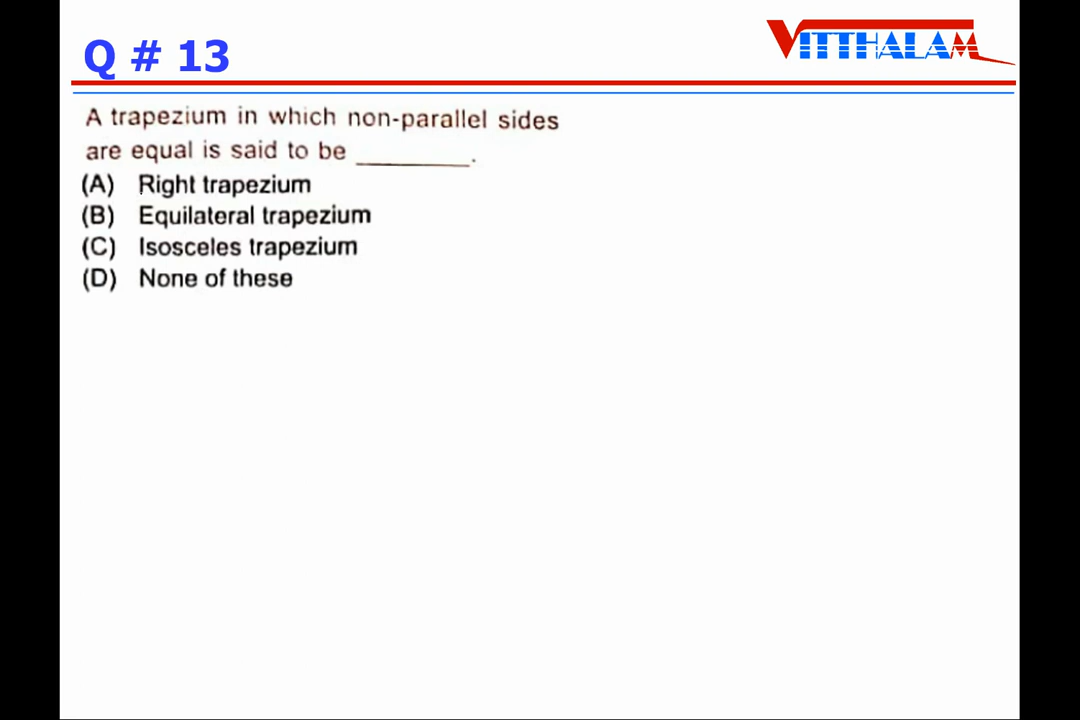 Q # 13
VITTHALAM
A trapezium in which non-parallel sides
are equal is said to be ________.
(A) Right trapezium
(B) Equilateral trapezium
(C) Isosceles trapezium
(D) None of these